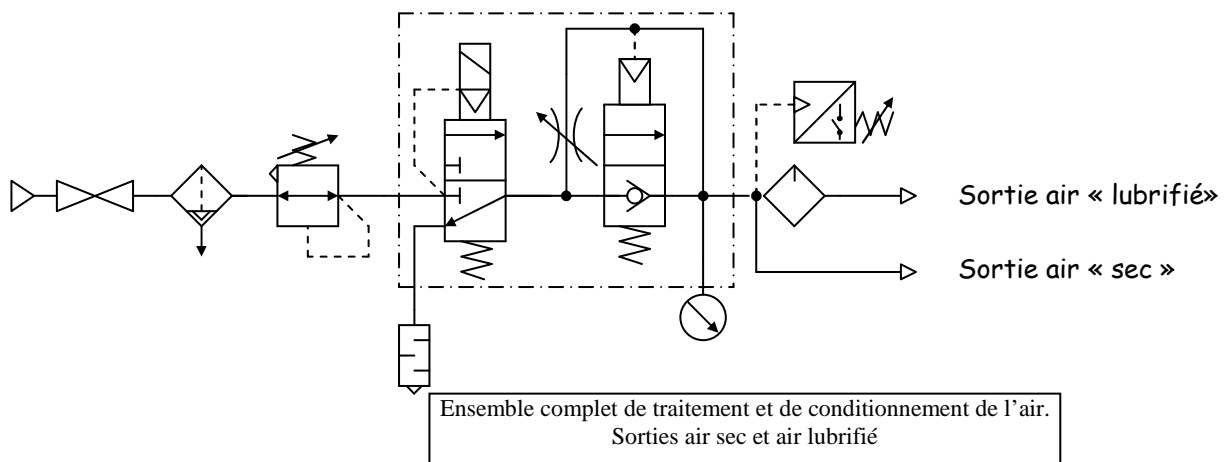 Sortie air « lubrifié»
Sortie air « sec »
Ensemble complet de traitement et de conditionnement de l’air.
Sorties air sec et air lubrifié